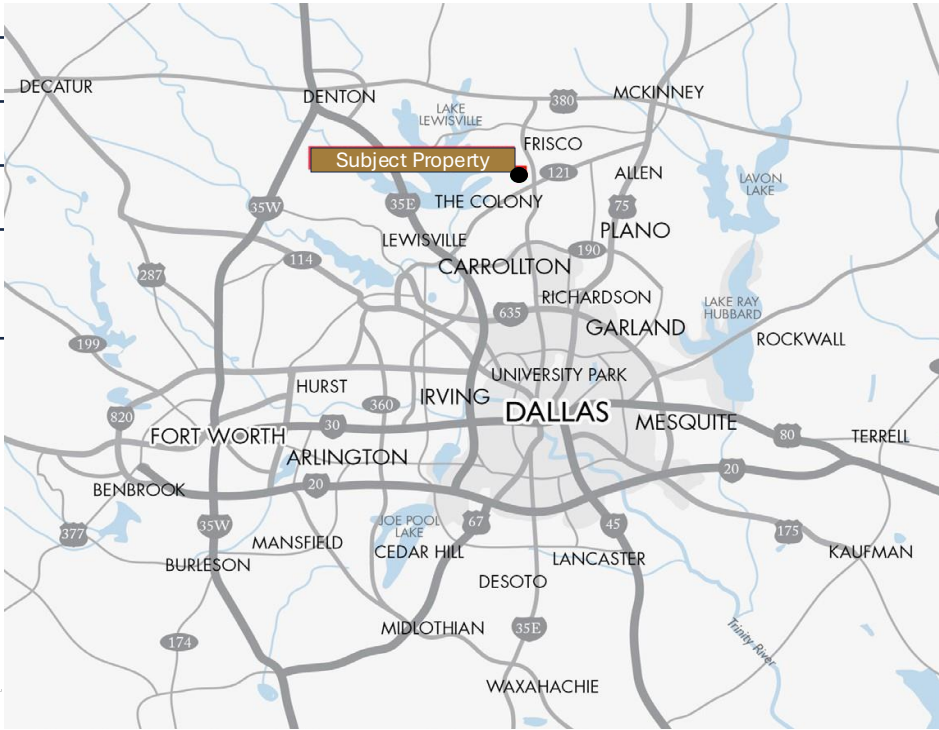 DECATUR
DENTON
380
MCKINNEY
LAKE
LEWISVILLE
FRISCO
Subject Property
121
ALLEN
LAVON
LAKE
35W
35E
THE COLONY
75
LEWISVILLE
PLANO
190
114
CARROLLTON
287
RICHARDSON
635
GARLAND
LAKE RAY
HUBBARD
199
ROCKWALL
UNIVERSITY PARK
HURST
IRVING
360
820
DALLAS
30
MESQUITE
FORT WORTH
80
TERRELL
ARLINGTON
20
20
BENBROOK
377
35W
JOE POOL
LAKE
67
45
175
MANSFIELD
CEDAR HILL
KAUFMAN
BURLESON
LANCASTER
DESOTO
MIDLOTHIAN
35E
174
Trinity River
WAXAHACHIE